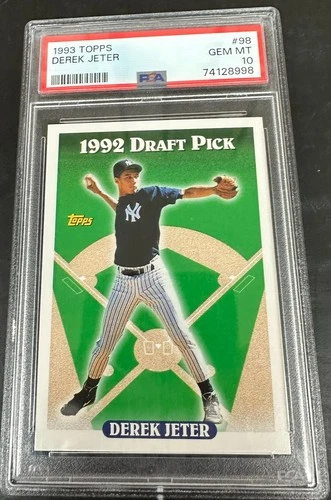 1993 TOPPS #98
DEREK JETER GEM MT
10
PSA 74128998
1992 DRAFT PICK
NY
Topps
DEREK JETER